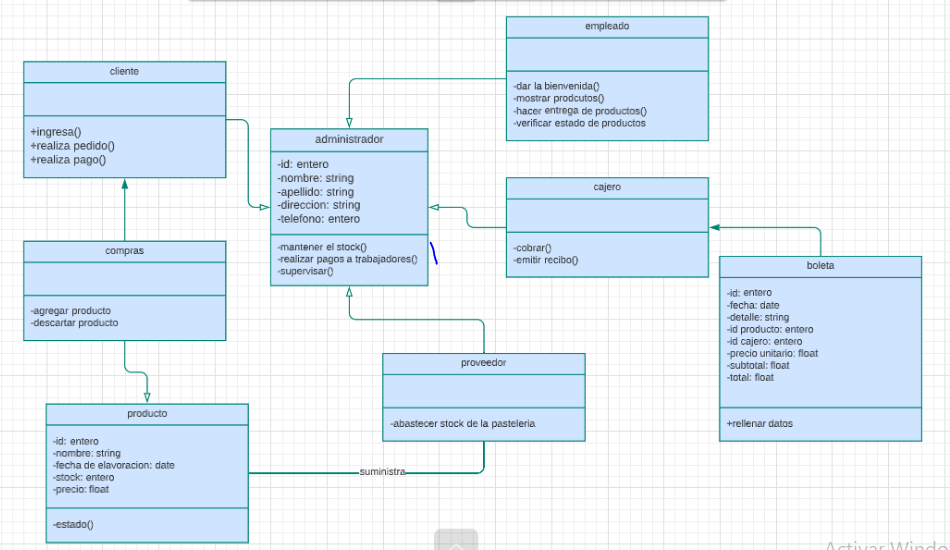 empleado
-dar la bienvenida()
-mostrar prodcutos()
-hacer entrega de productos()
-verificar estado de productos
cliente
+ingresa()
+realiza pedido()
+realiza pago()
administrador
-id: entero
-nombre: string
-apellido: string
-direccion: string
-telefono: entero
-mantener el stock()
-realizar pagos a trabajadores()
-supervisar()
cajero
-cobrar()
-emitir recibo()
compras
-agregar producto
-descartar producto
boleta
-id: entero
-fecha: date
-detalle: string
-id producto: entero
-id cajero: entero
-precio unitario: float
-subtotal: float
-total: float
+rellenar datos
proveedor
-abastecer stock de la pasteleria
producto
-id: entero
-nombre: string
-fecha de elavoracion: date
-stock: entero
-precio: float
-estado()
suministra
Activar Windo